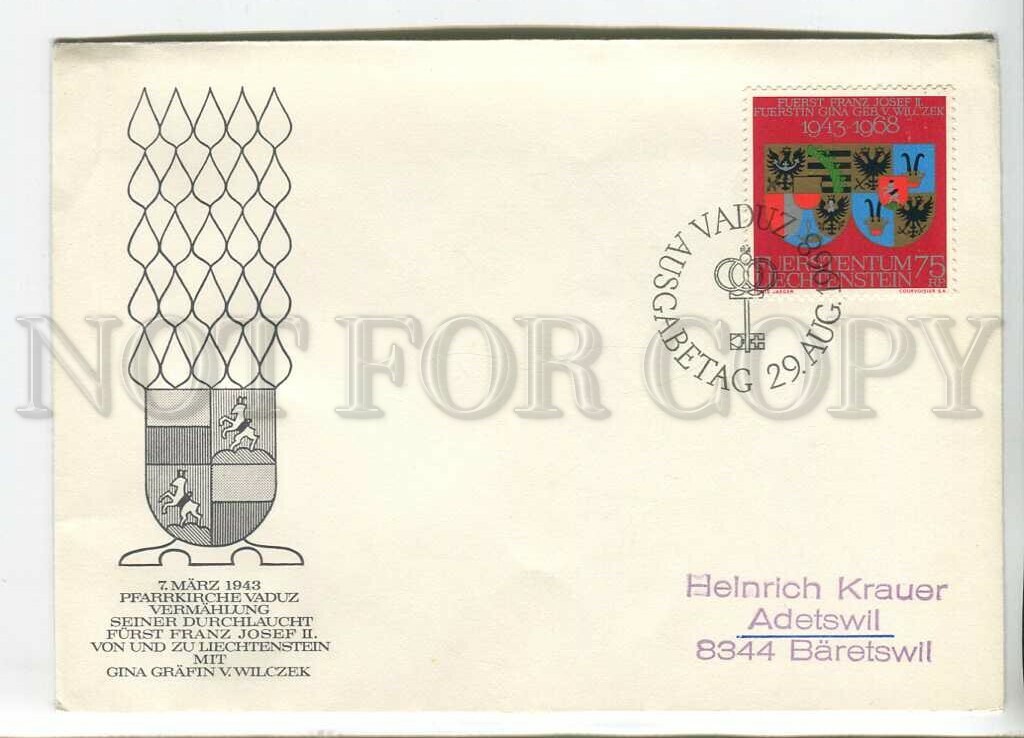 FUERST FRANZ JOSEF II.
FUERSTIN GINA GEB. V. WILCZEK
1943-1968
FUERSTENTUM 75
LIECHTENSTEIN RP
JAEGER COURVOISIER S.A.
AUSGABETAG VADUZ
29. AUG. 1968
NOT FOR COPY
7. MÄRZ 1943
PFARRKIRCHE VADUZ
VERMÄHLUNG
SEINER DURCHLAUCHT
FÜRST FRANZ JOSEF II.
VON UND ZU LIECHTENSTEIN
MIT
GINA GRÄFIN V. WILCZEK
Heinrich Krauer
Adetswil
8344 Bäretswil